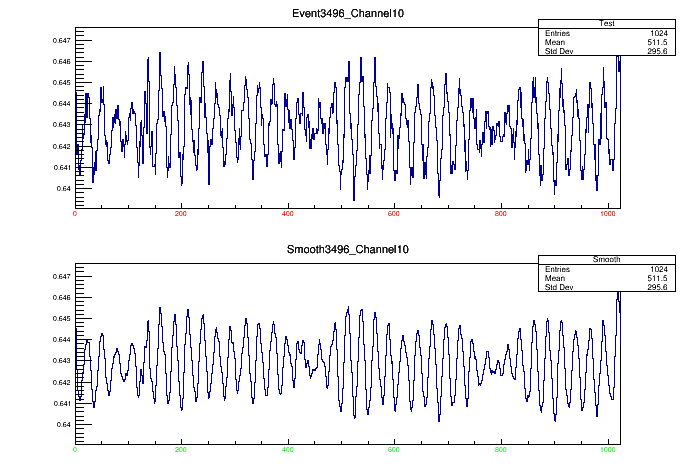 Event3496_Channel10
Test
Entries 1024
Mean 511.5
Std Dev 295.6
0.647
0.646
0.645
0.644
0.643
0.642
0.641
0.64
0 200 400 600 800 1000
Smooth3496_Channel10
Smooth
Entries 1024
Mean 511.5
Std Dev 295.6
0.647
0.646
0.645
0.644
0.643
0.642
0.641
0.64
0 200 400 600 800 1000